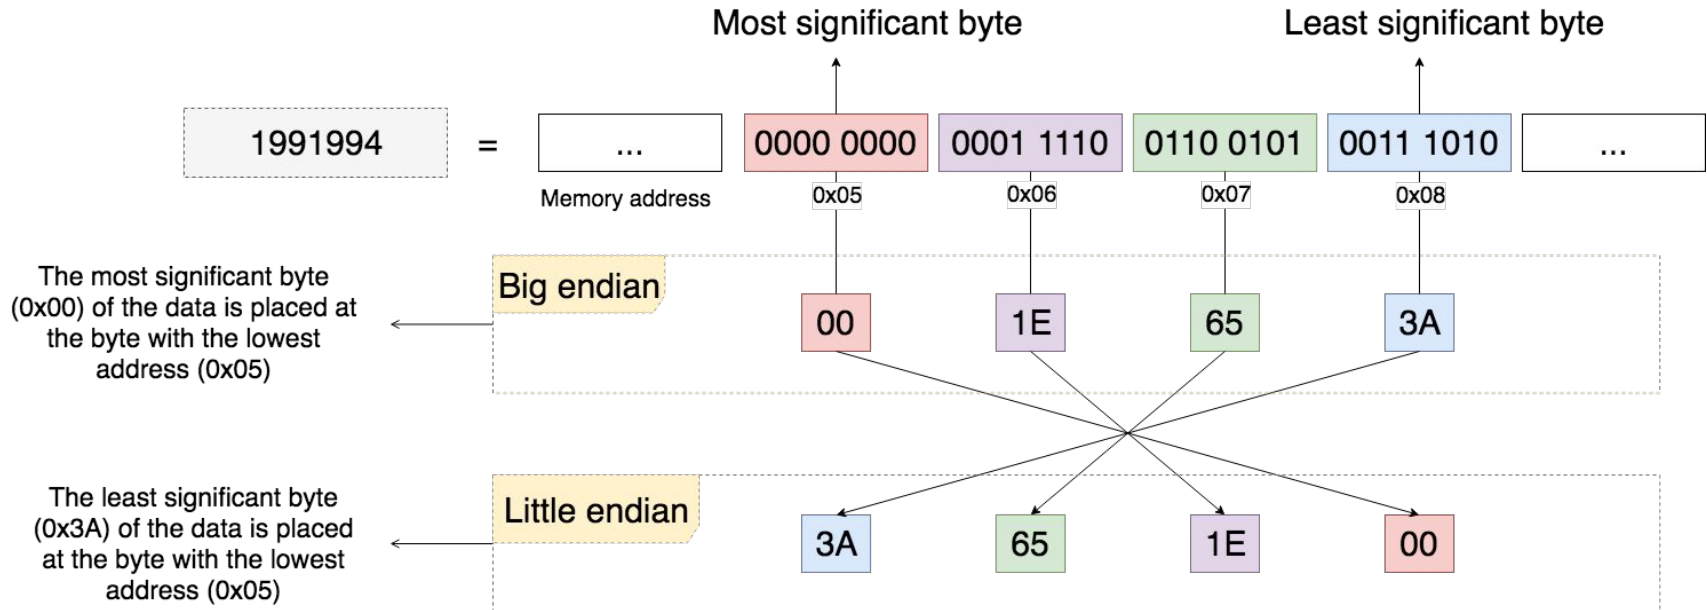 Most significant byte
Least significant byte
1991994
=
...
0000 0000
0001 1110
0110 0101
0011 1010
...
Memory address
0x05
0x06
0x07
0x08
The most significant byte
(0x00) of the data is placed at
the byte with the lowest
address (0x05)
Big endian
00
1E
65
3A
The least significant byte
(0x3A) of the data is placed
at the byte with the lowest
address (0x05)
Little endian
3A
65
1E
00